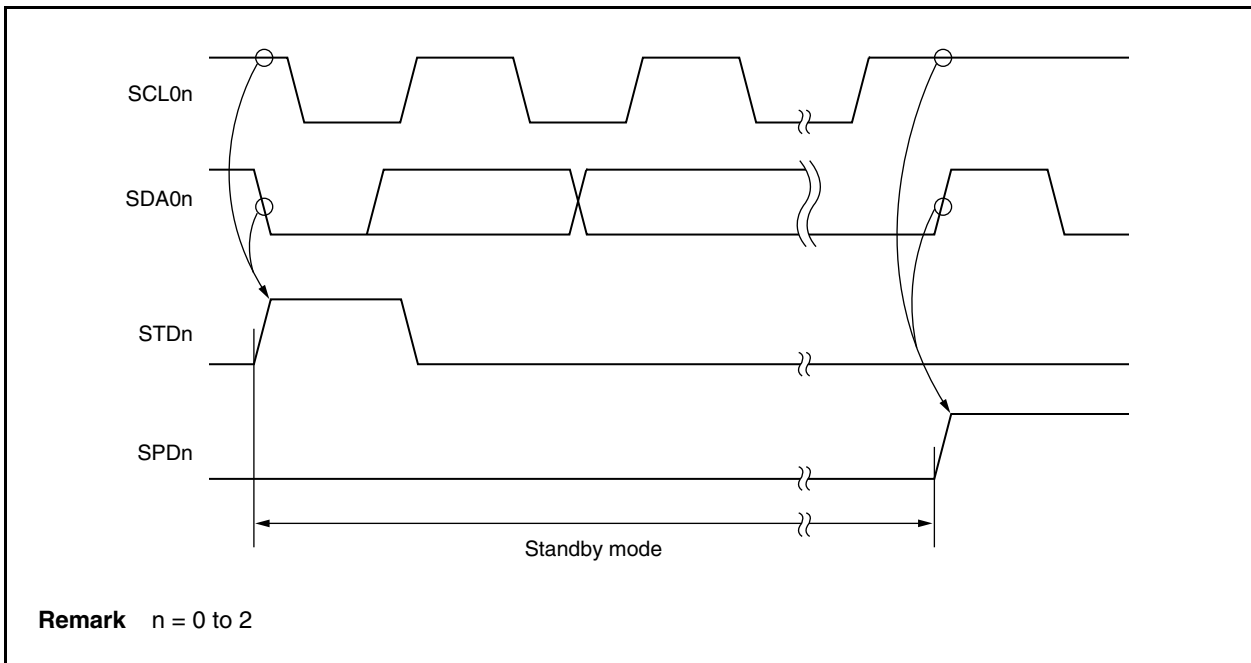 SCL0n
SDA0n
STDn
SPDn
Standby mode
Remark n = 0 to 2